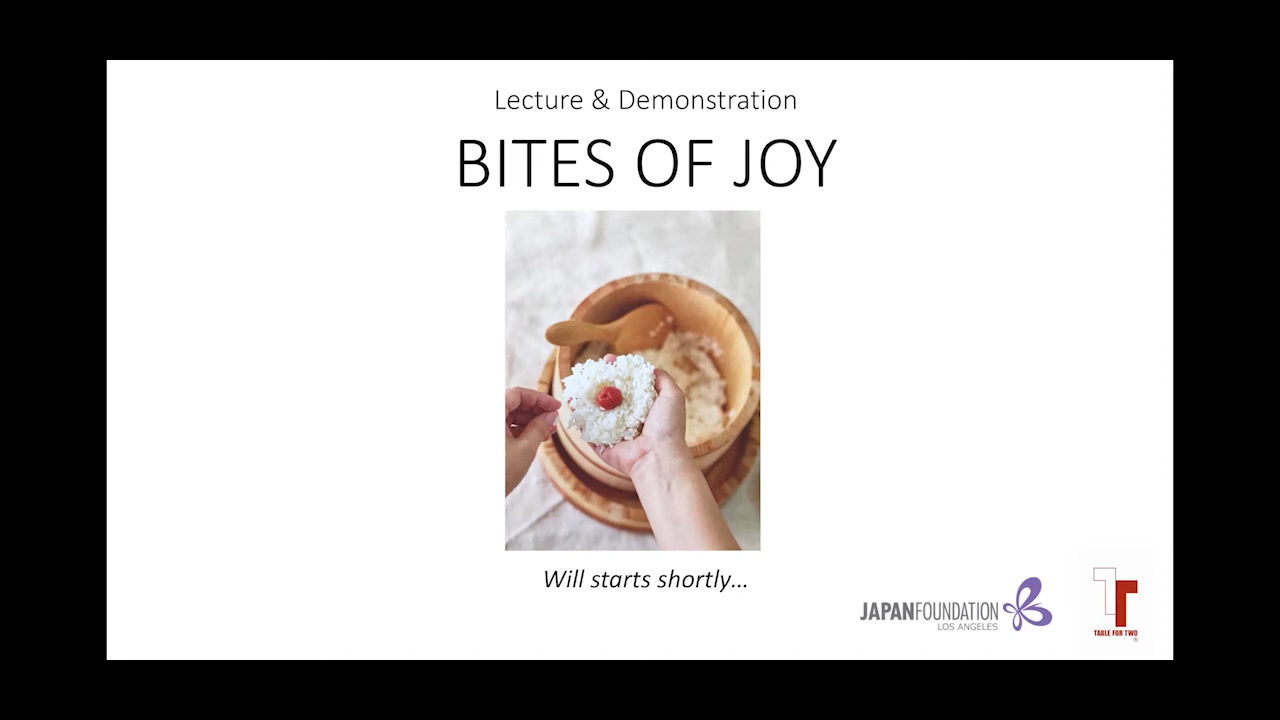 Lecture & Demonstration
BITES OF JOY
Will starts shortly...
JAPANFOUNDATION
LOS ANGELES
TABLE FOR TWO
®